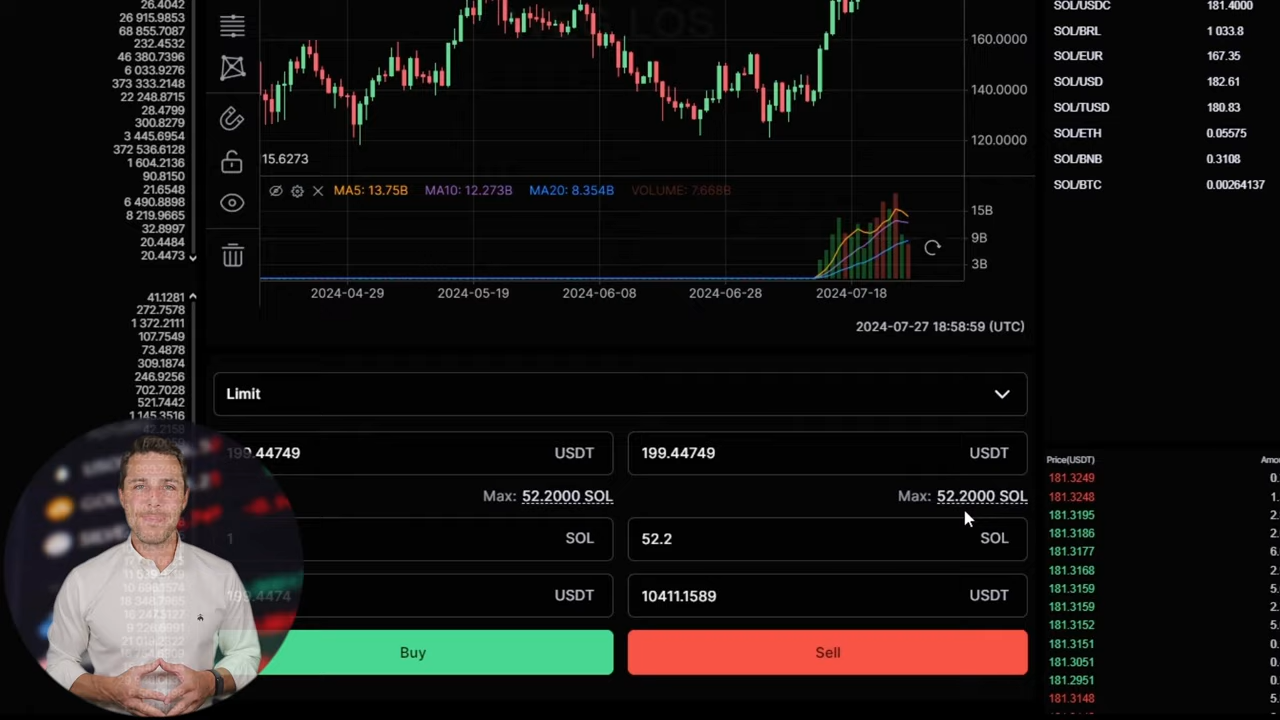 26.4042
26 915.9853
68 855.7087
232.4532
46 380.7396
6 033.9276
373 333.2148
22 248.8715
28.4799
300.8279
3 445.6954
372 536.6128
1 604.2136
90.8150
21.6548
6 490.8898
8 219.9665
32.8997
20.4484
20.4473
41.1281
272.7578
1 372.2111
107.7549
73.4878
309.1874
246.9256
702.7028
521.7442
1 145.3516
160.0000
140.0000
120.0000
15.6273
MA5: 13.75B MA10: 12.273B MA20: 8.354B VOLUME: 7.668B
15B
9B
3B
2024-04-29 2024-05-19 2024-06-08 2024-06-28 2024-07-18
2024-07-27 18:58:59 (UTC)
Limit
199.44749 USDT
Max: 52.2000 SOL
1 SOL
199.4474 USDT
Buy
199.44749 USDT
Max: 52.2000 SOL
52.2 SOL
10411.1589 USDT
Sell
SOL/USDC 181.4000
SOL/BRL 1 033.8
SOL/EUR 167.35
SOL/USD 182.61
SOL/TUSD 180.83
SOL/ETH 0.05575
SOL/BNB 0.3108
SOL/BTC 0.00264137
Price(USDT)
181.3249
181.3248
181.3195
181.3186
181.3177
181.3168
181.3159
181.3159
181.3152
181.3151
181.3051
181.2951
181.3148